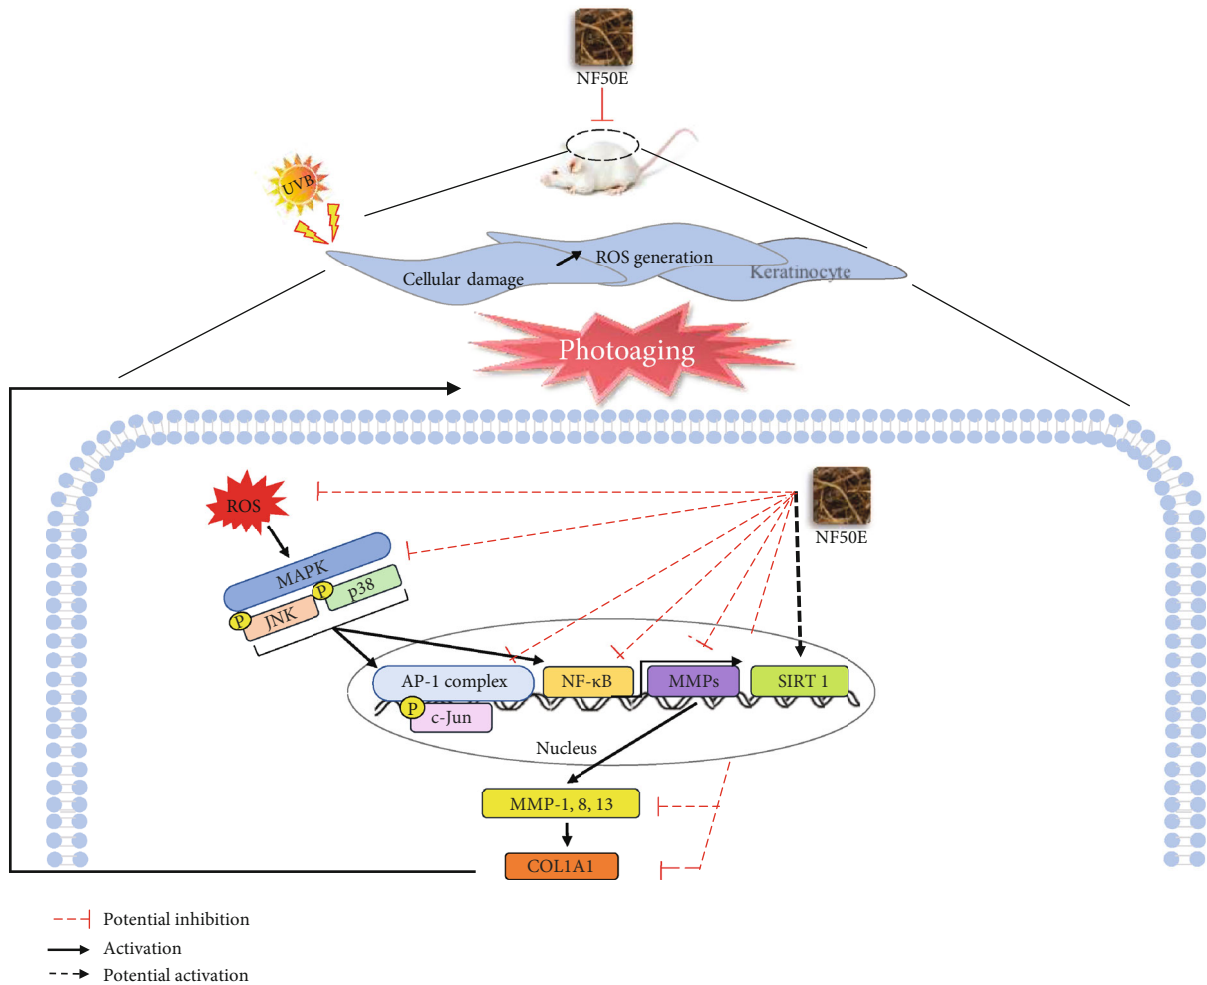 NF50E
UVB
ROS generation
Cellular damage
Keratinocyte
Photoaging
ROS
NF50E
MAPK
P
p38
P
JNK
AP-1 complex
NF-κB
MMPs
SIRT 1
P
c-Jun
Nucleus
MMP-1, 8, 13
COL1A1
Potential inhibition
Activation
Potential activation